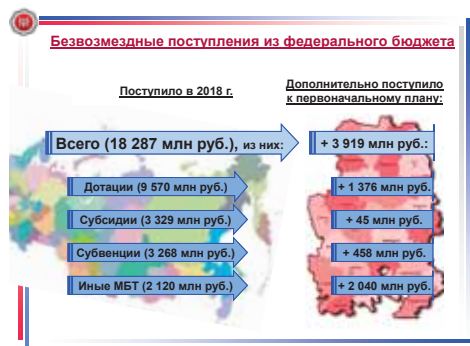 Безвозмездные поступления из федерального бюджета
Поступило в 2018 г.
Дополнительно поступило
к первоначальному плану:
Всего (18 287 млн руб.), из них:
+ 3 919 млн руб.:
Дотации (9 570 млн руб.)
+ 1 376 млн руб.
Субсидии (3 329 млн руб.)
+ 45 млн руб.
Субвенции (3 268 млн руб.)
+ 458 млн руб.
Иные МБТ (2 120 млн руб.)
+ 2 040 млн руб.